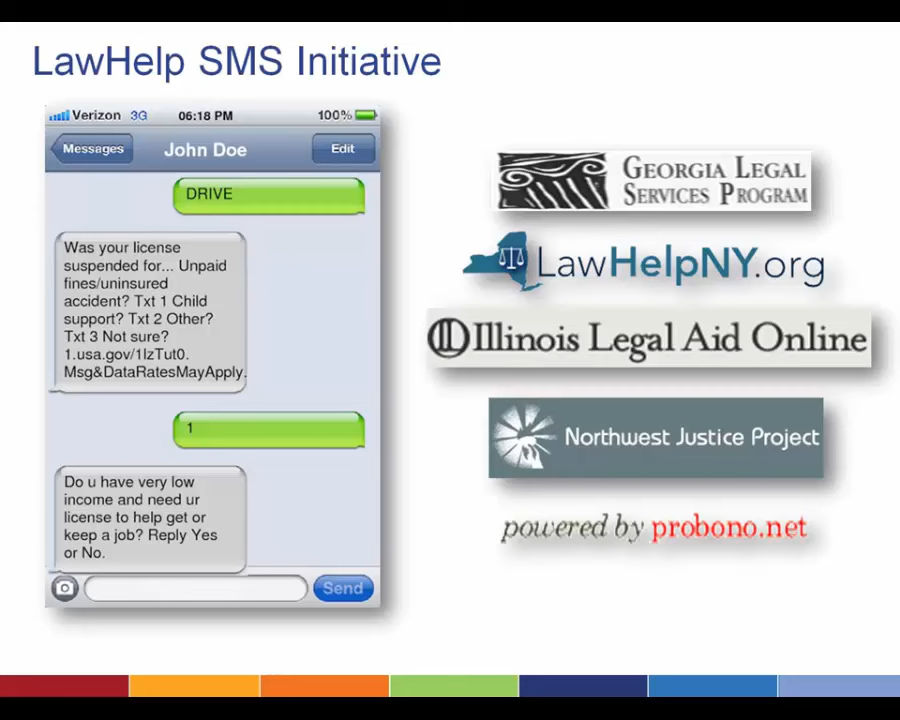 LawHelp SMS Initiative
Verizon 3G 06:18 PM 100%
Messages John Doe Edit
DRIVE
Was your license
suspended for... Unpaid
fines/uninsured
accident? Txt 1 Child
support? Txt 2 Other?
Txt 3 Not sure?
1.usa.gov/1lzTut0.
Msg&DataRatesMayApply.
1
Do u have very low
income and need ur
license to help get or
keep a job? Reply Yes
or No.
Send
GEORGIA LEGAL
SERVICES PROGRAM
LawHelpNY.org
Illinois Legal Aid Online
Northwest Justice Project
powered by probono.net